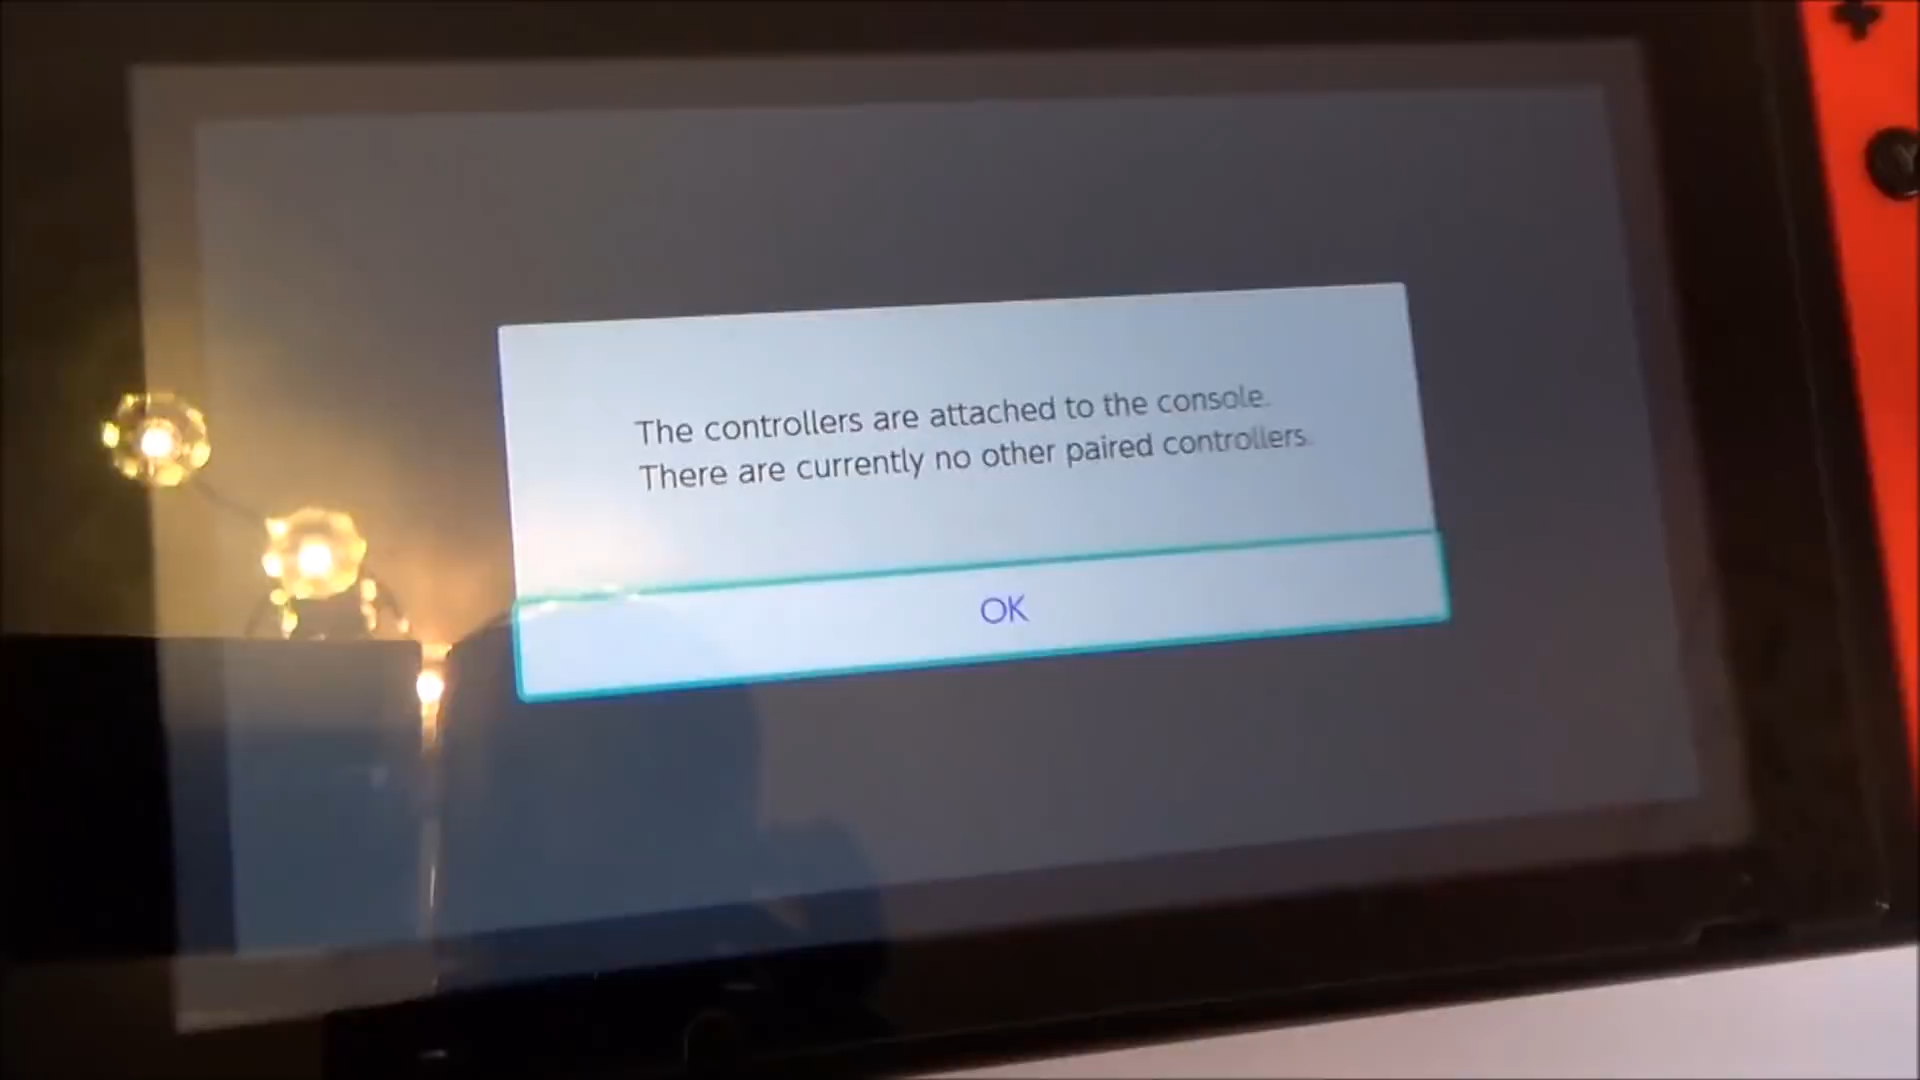 Y
The controllers are attached to the console.
There are currently no other paired controllers.
OK